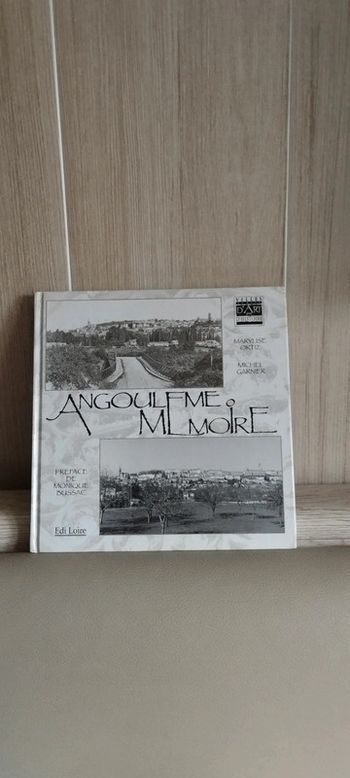 VILLES
D'ART
MARYLISE
ORTIZ
MICHEL
GARNIER
ANGOULEME
MEMOIRE
PREFACE
DE
MONIQUE
BUSSAC
Edi Loire